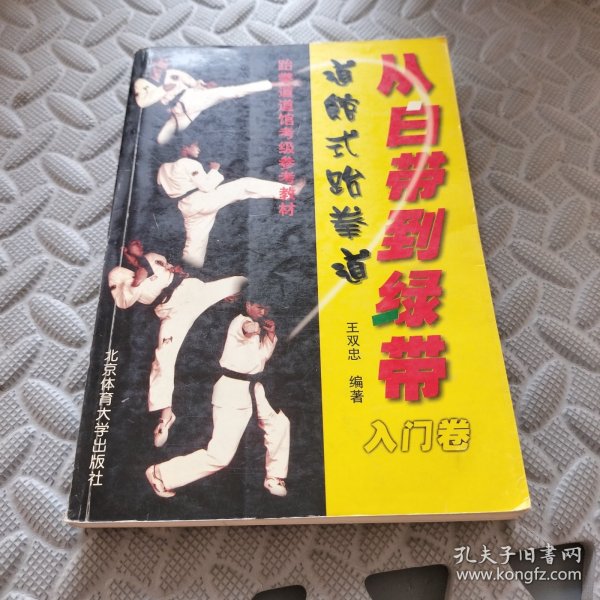 从白带到绿带
道馆式跆拳道
跆拳道道馆考级参考教材
王双忠 编著
入门卷
北京体育大学出版社
孔夫子旧书网
www.kongfz.com